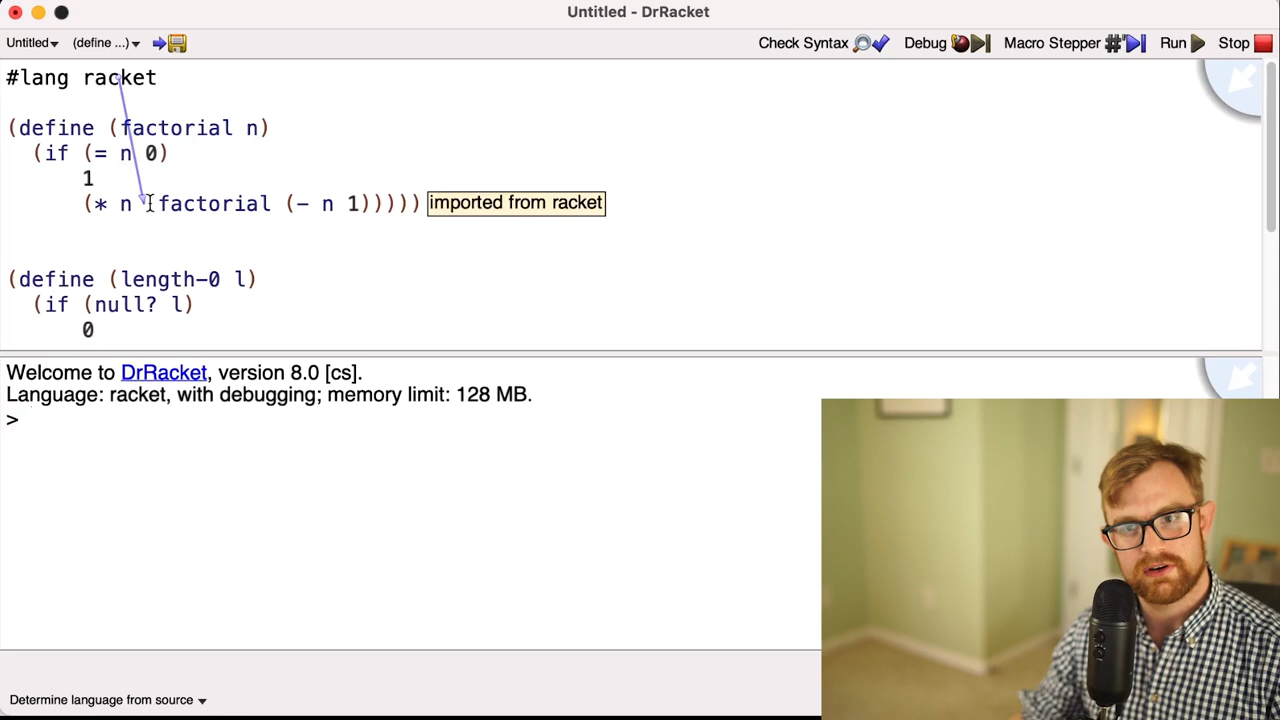 Untitled - DrRacket
Untitled (define ...) Check Syntax Debug Macro Stepper Run Stop
#lang racket
(define (factorial n)
(if (= n 0)
1
(* n (factorial (- n 1))))) imported from racket
(define (length-0 l)
(if (null? l)
0
Welcome to DrRacket, version 8.0 [cs].
Language: racket, with debugging; memory limit: 128 MB.
>
Determine language from source